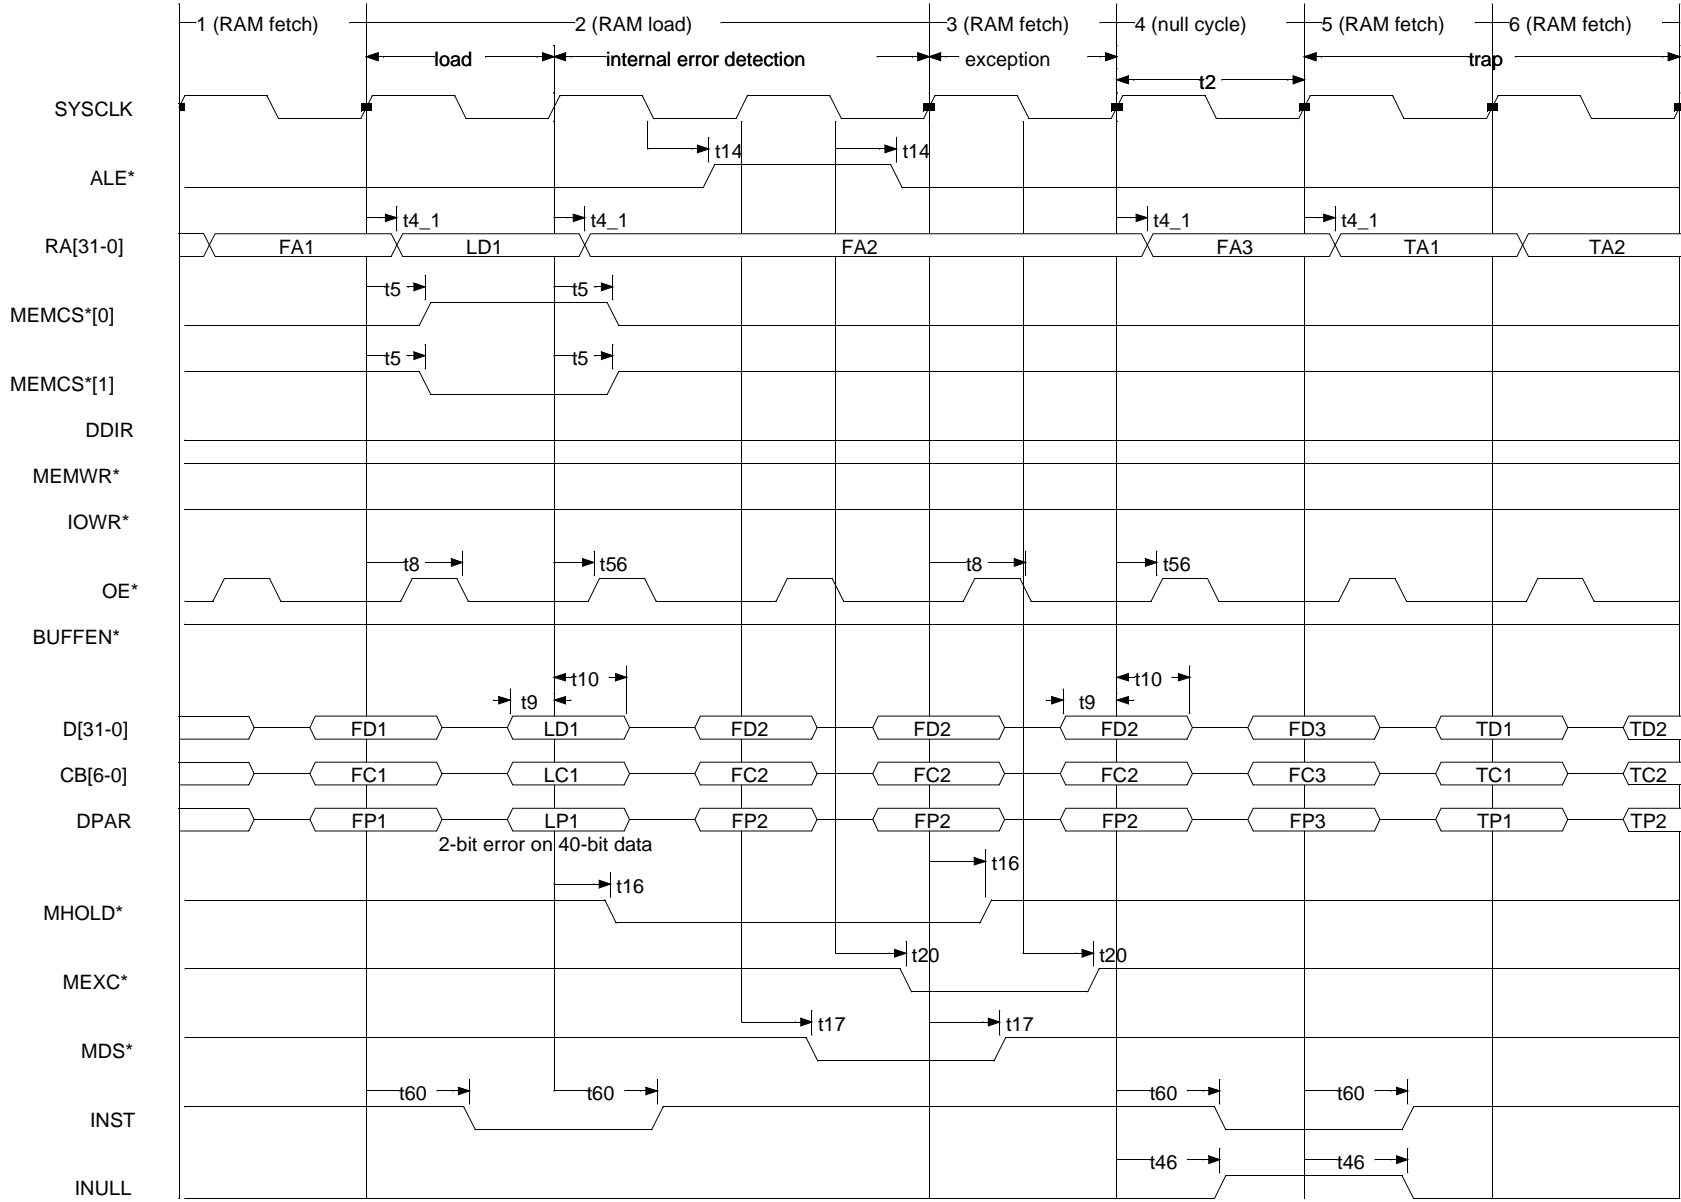 1 (RAM fetch) 2 (RAM load) 3 (RAM fetch) 4 (null cycle) 5 (RAM fetch) 6 (RAM fetch)
load internal error detection exception trap
t2
SYSCLK
t14 t14
ALE*
t4_1 t4_1 t4_1 t4_1
RA[31-0] FA1 LD1 FA2 FA3 TA1 TA2
t5 t5
MEMCS*[0]
t5 t5
MEMCS*[1]
DDIR
MEMWR*
IOWR*
t8 t56 t8 t56
OE*
BUFFEN*
t10 t10
t9 t9
D[31-0] FD1 LD1 FD2 FD2 FD2 FD3 TD1 TD2
CB[6-0] FC1 LC1 FC2 FC2 FC2 FC3 TC1 TC2
DPAR FP1 LP1 FP2 FP2 FP2 FP3 TP1 TP2
2-bit error on 40-bit data
t16
t16
MHOLD*
t20 t20
MEXC*
t17 t17
MDS*
t60 t60 t60 t60
INST
t46 t46
INULL